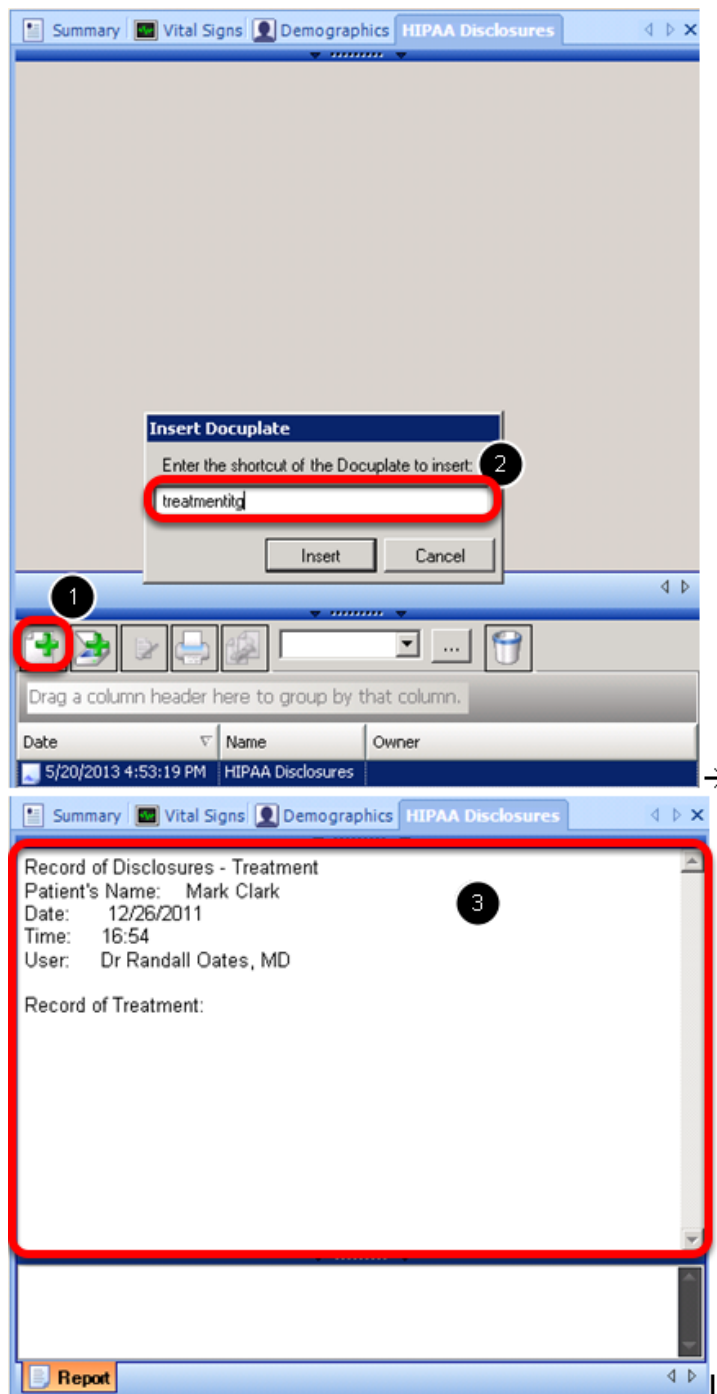 Summary Vital Signs Demographics HIPAA Disclosures
Insert Docuplate
Enter the shortcut of the Docuplate to insert: 2
treatmentitg
Insert Cancel
1
...
Drag a column header here to group by that column.
Date Name Owner
5/20/2013 4:53:19 PM HIPAA Disclosures
Summary Vital Signs Demographics HIPAA Disclosures
Record of Disclosures - Treatment
Patient's Name: Mark Clark
3
Date: 12/26/2011
Time: 16:54
User: Dr Randall Oates, MD
Record of Treatment:
Report